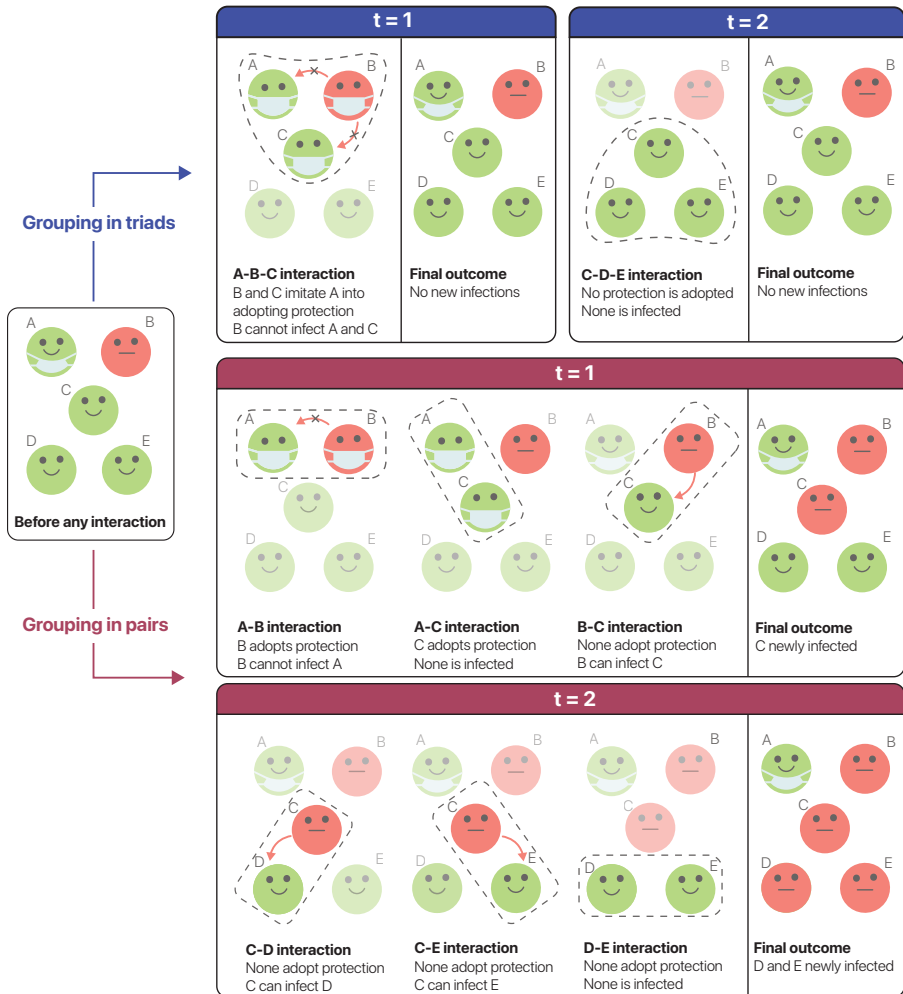 t = 1
t = 2
A
B
C
D
E
A
B
C
D
E
A
B
C
D
E
A
B
C
D
E
A-B-C interaction
B and C imitate A into
adopting protection
B cannot infect A and C
Final outcome
No new infections
C-D-E interaction
No protection is adopted
None is infected
Final outcome
No new infections
Grouping in triads
A
B
C
D
E
Before any interaction
Grouping in pairs
t = 1
A
B
C
D
E
A
B
C
D
E
A
B
C
D
E
A
B
C
D
E
A-B interaction
B adopts protection
B cannot infect A
A-C interaction
C adopts protection
None is infected
B-C interaction
None adopt protection
B can infect C
Final outcome
C newly infected
t = 2
A
B
C
D
E
A
B
C
D
E
A
B
C
D
E
A
B
C
D
E
C-D interaction
None adopt protection
C can infect D
C-E interaction
None adopt protection
C can infect E
D-E interaction
None adopt protection
None is infected
Final outcome
D and E newly infected